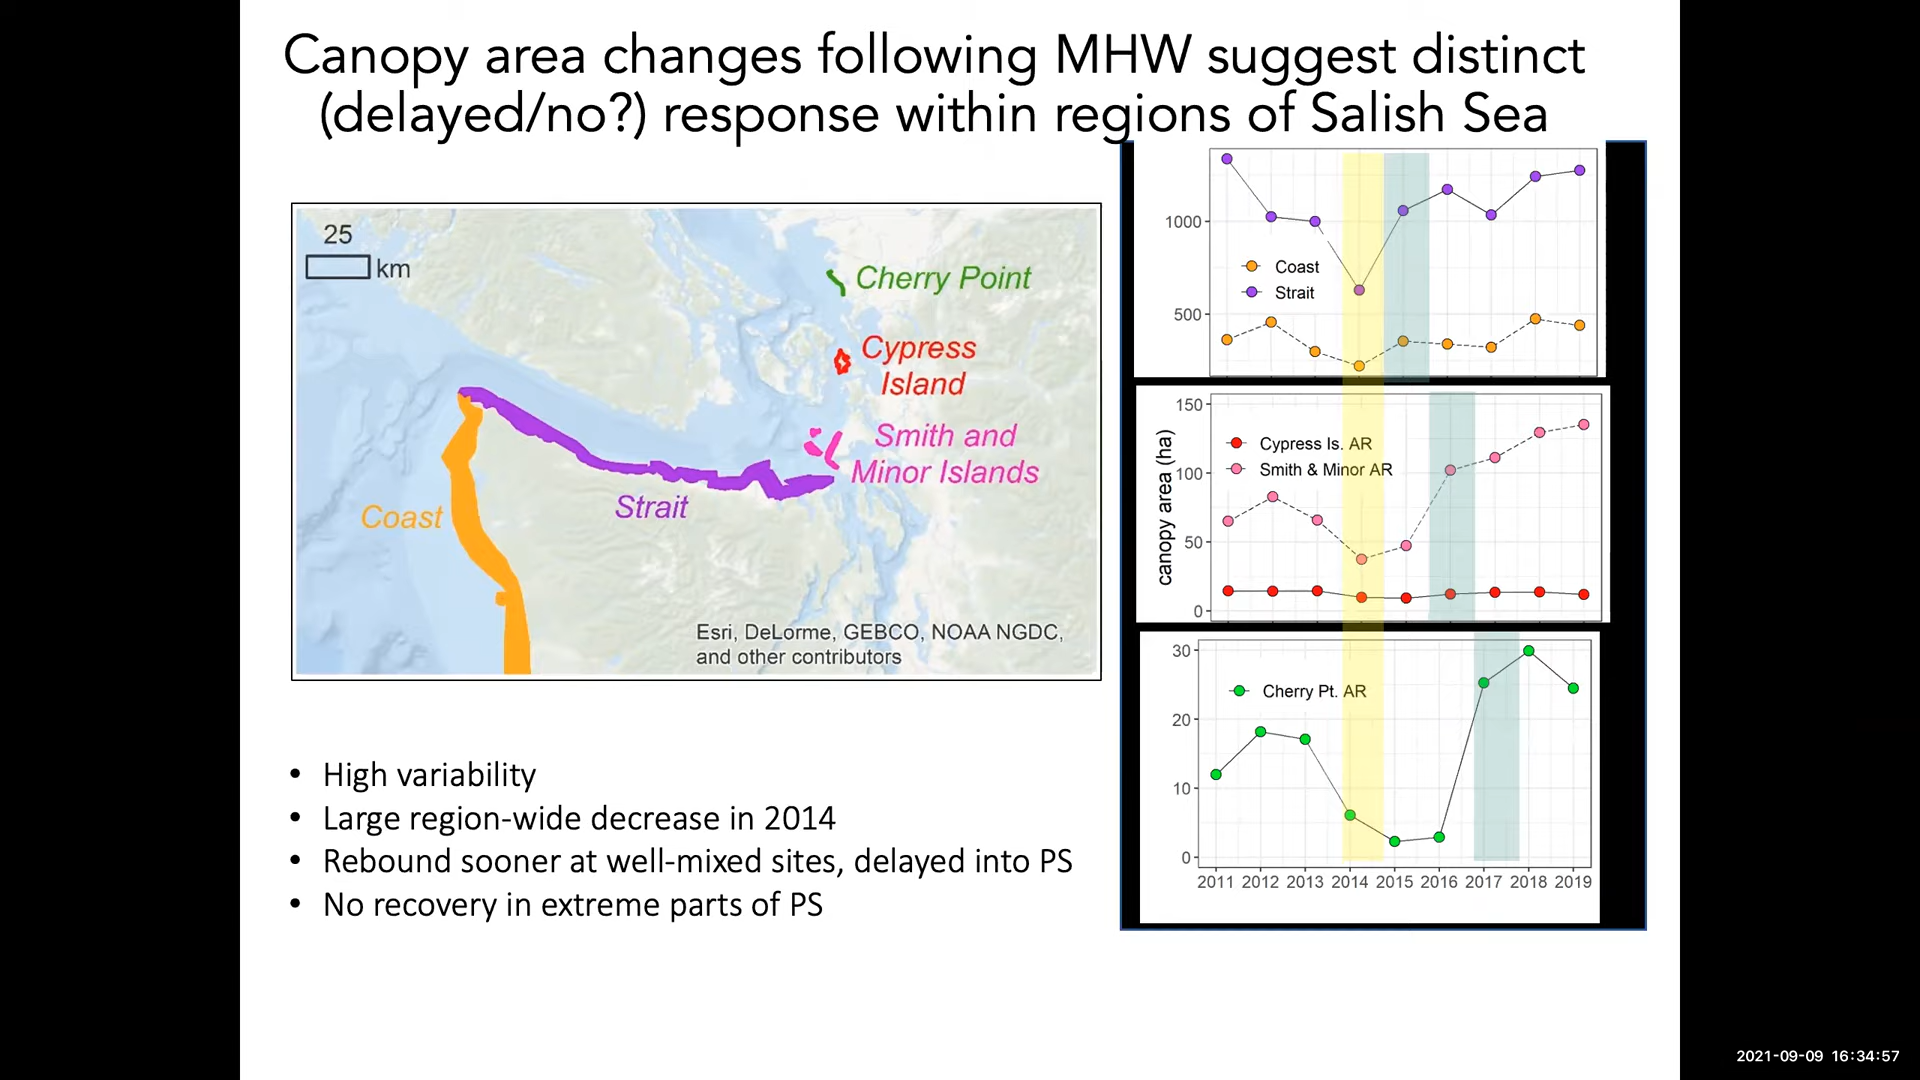 Canopy area changes following MHW suggest distinct
(delayed/no?) response within regions of Salish Sea
25
km
Cherry Point
Cypress
Island
Smith and
Minor Islands
Strait
Coast
Esri, DeLorme, GEBCO, NOAA NGDC,
and other contributors
• High variability
• Large region-wide decrease in 2014
• Rebound sooner at well-mixed sites, delayed into PS
• No recovery in extreme parts of PS
1000
500
Coast
Strait
canopy area (ha)
150
100
50
0
Cypress Is. AR
Smith & Minor AR
30
20
10
0
Cherry Pt. AR
2011 2012 2013 2014 2015 2016 2017 2018 2019
2021-09-09 16:34:57